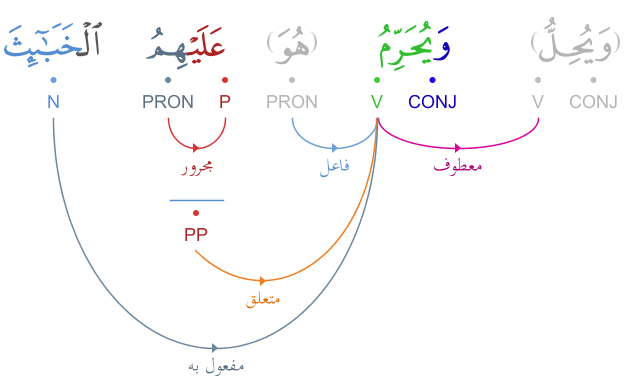 (وَيُحِلُّ) وَيُحَرِّمُ (هُوَ) عَلَيْهِمُ ٱلْخَبَـٰٓئِثَ
CONJ V CONJ V PRON P PRON N
معطوف فاعل مجرور
PP
متعلق
مفعول به